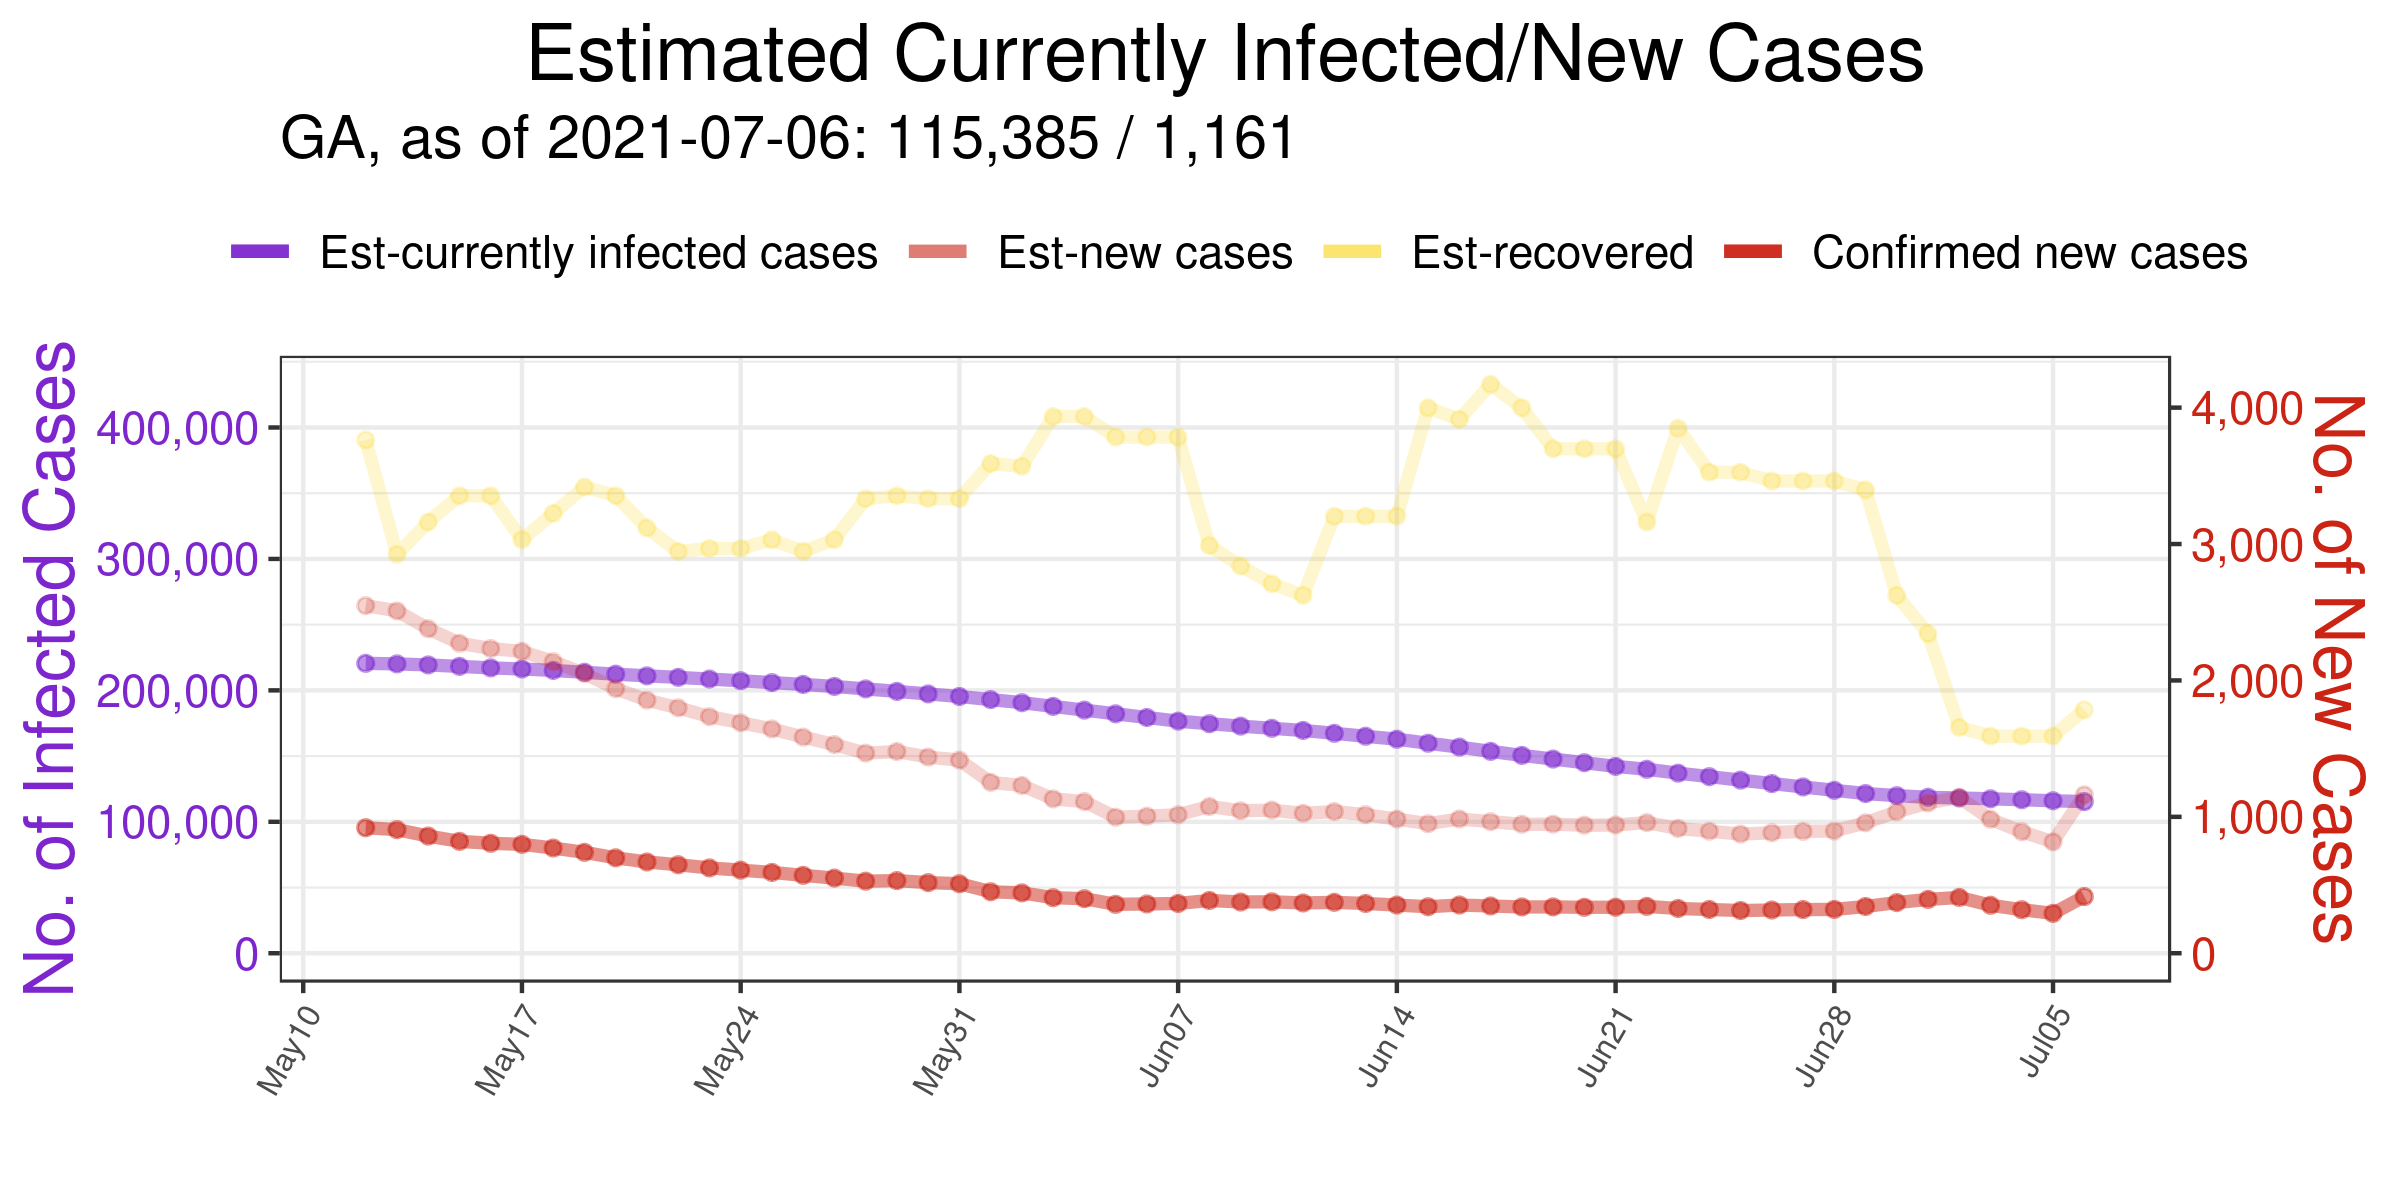 Estimated Currently Infected/New Cases
GA, as of 2021-07-06: 115,385 / 1,161
Est-currently infected cases Est-new cases Est-recovered Confirmed new cases
No. of Infected Cases
400,000
300,000
200,000
100,000
0
4,000
3,000
2,000
1,000
0
No. of New Cases
May10 May17 May24 May31 Jun07 Jun14 Jun21 Jun28 Jul05